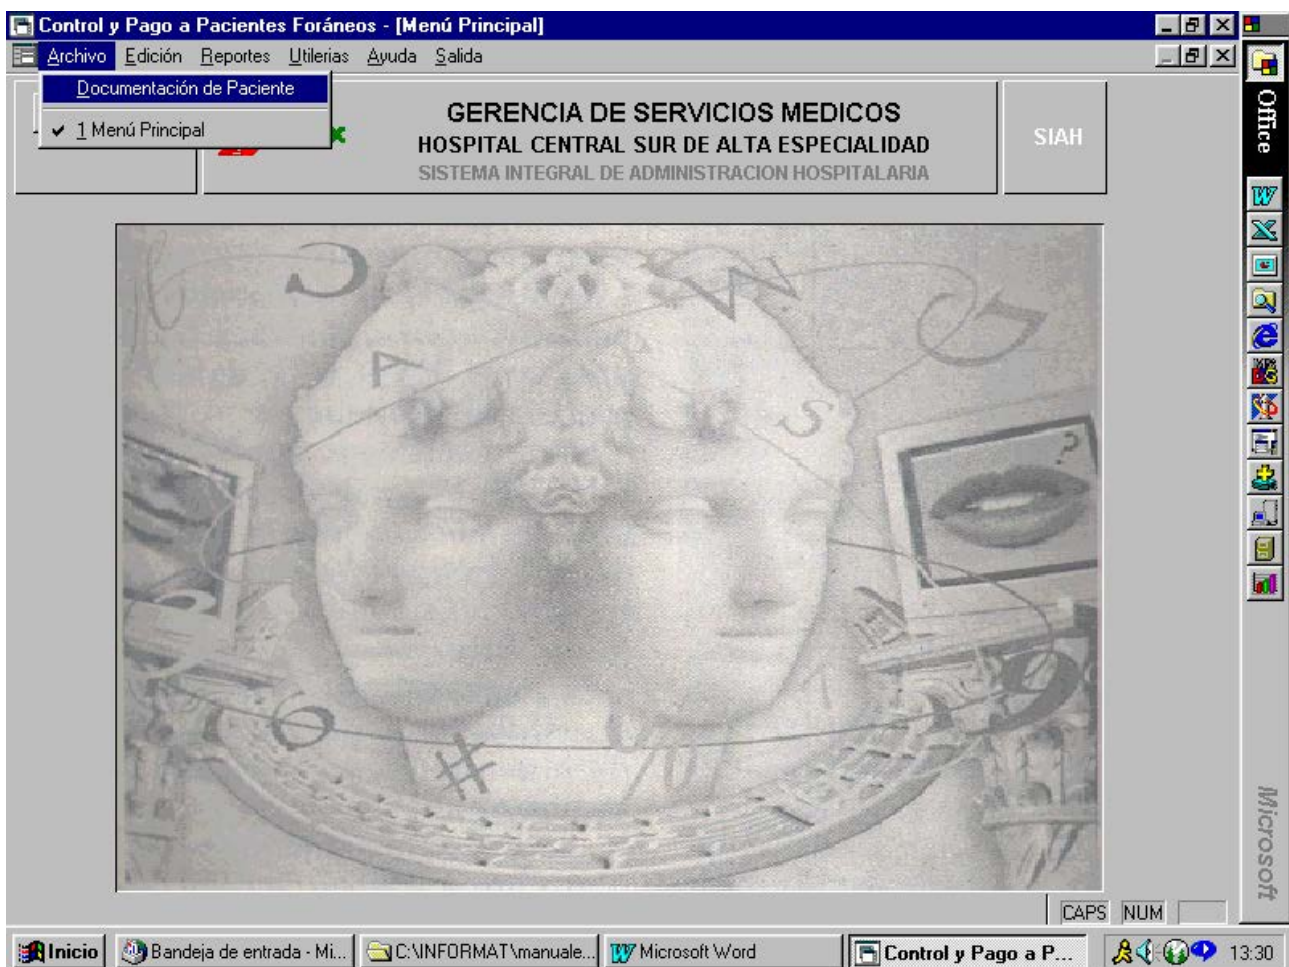 Control y Pago a Pacientes Foráneos - [Menú Principal]
Archivo Edición Reportes Utilerias Ayuda Salida
Documentación de Paciente
1 Menú Principal
GERENCIA DE SERVICIOS MEDICOS
HOSPITAL CENTRAL SUR DE ALTA ESPECIALIDAD
SISTEMA INTEGRAL DE ADMINISTRACION HOSPITALARIA
SIAH
Office
C
M
A
S
?
6
#
9
Microsoft
CAPS NUM
Inicio Bandeja de entrada - Mi... C:\INFORMAT\manuale... Microsoft Word Control y Pago a P... 13:30